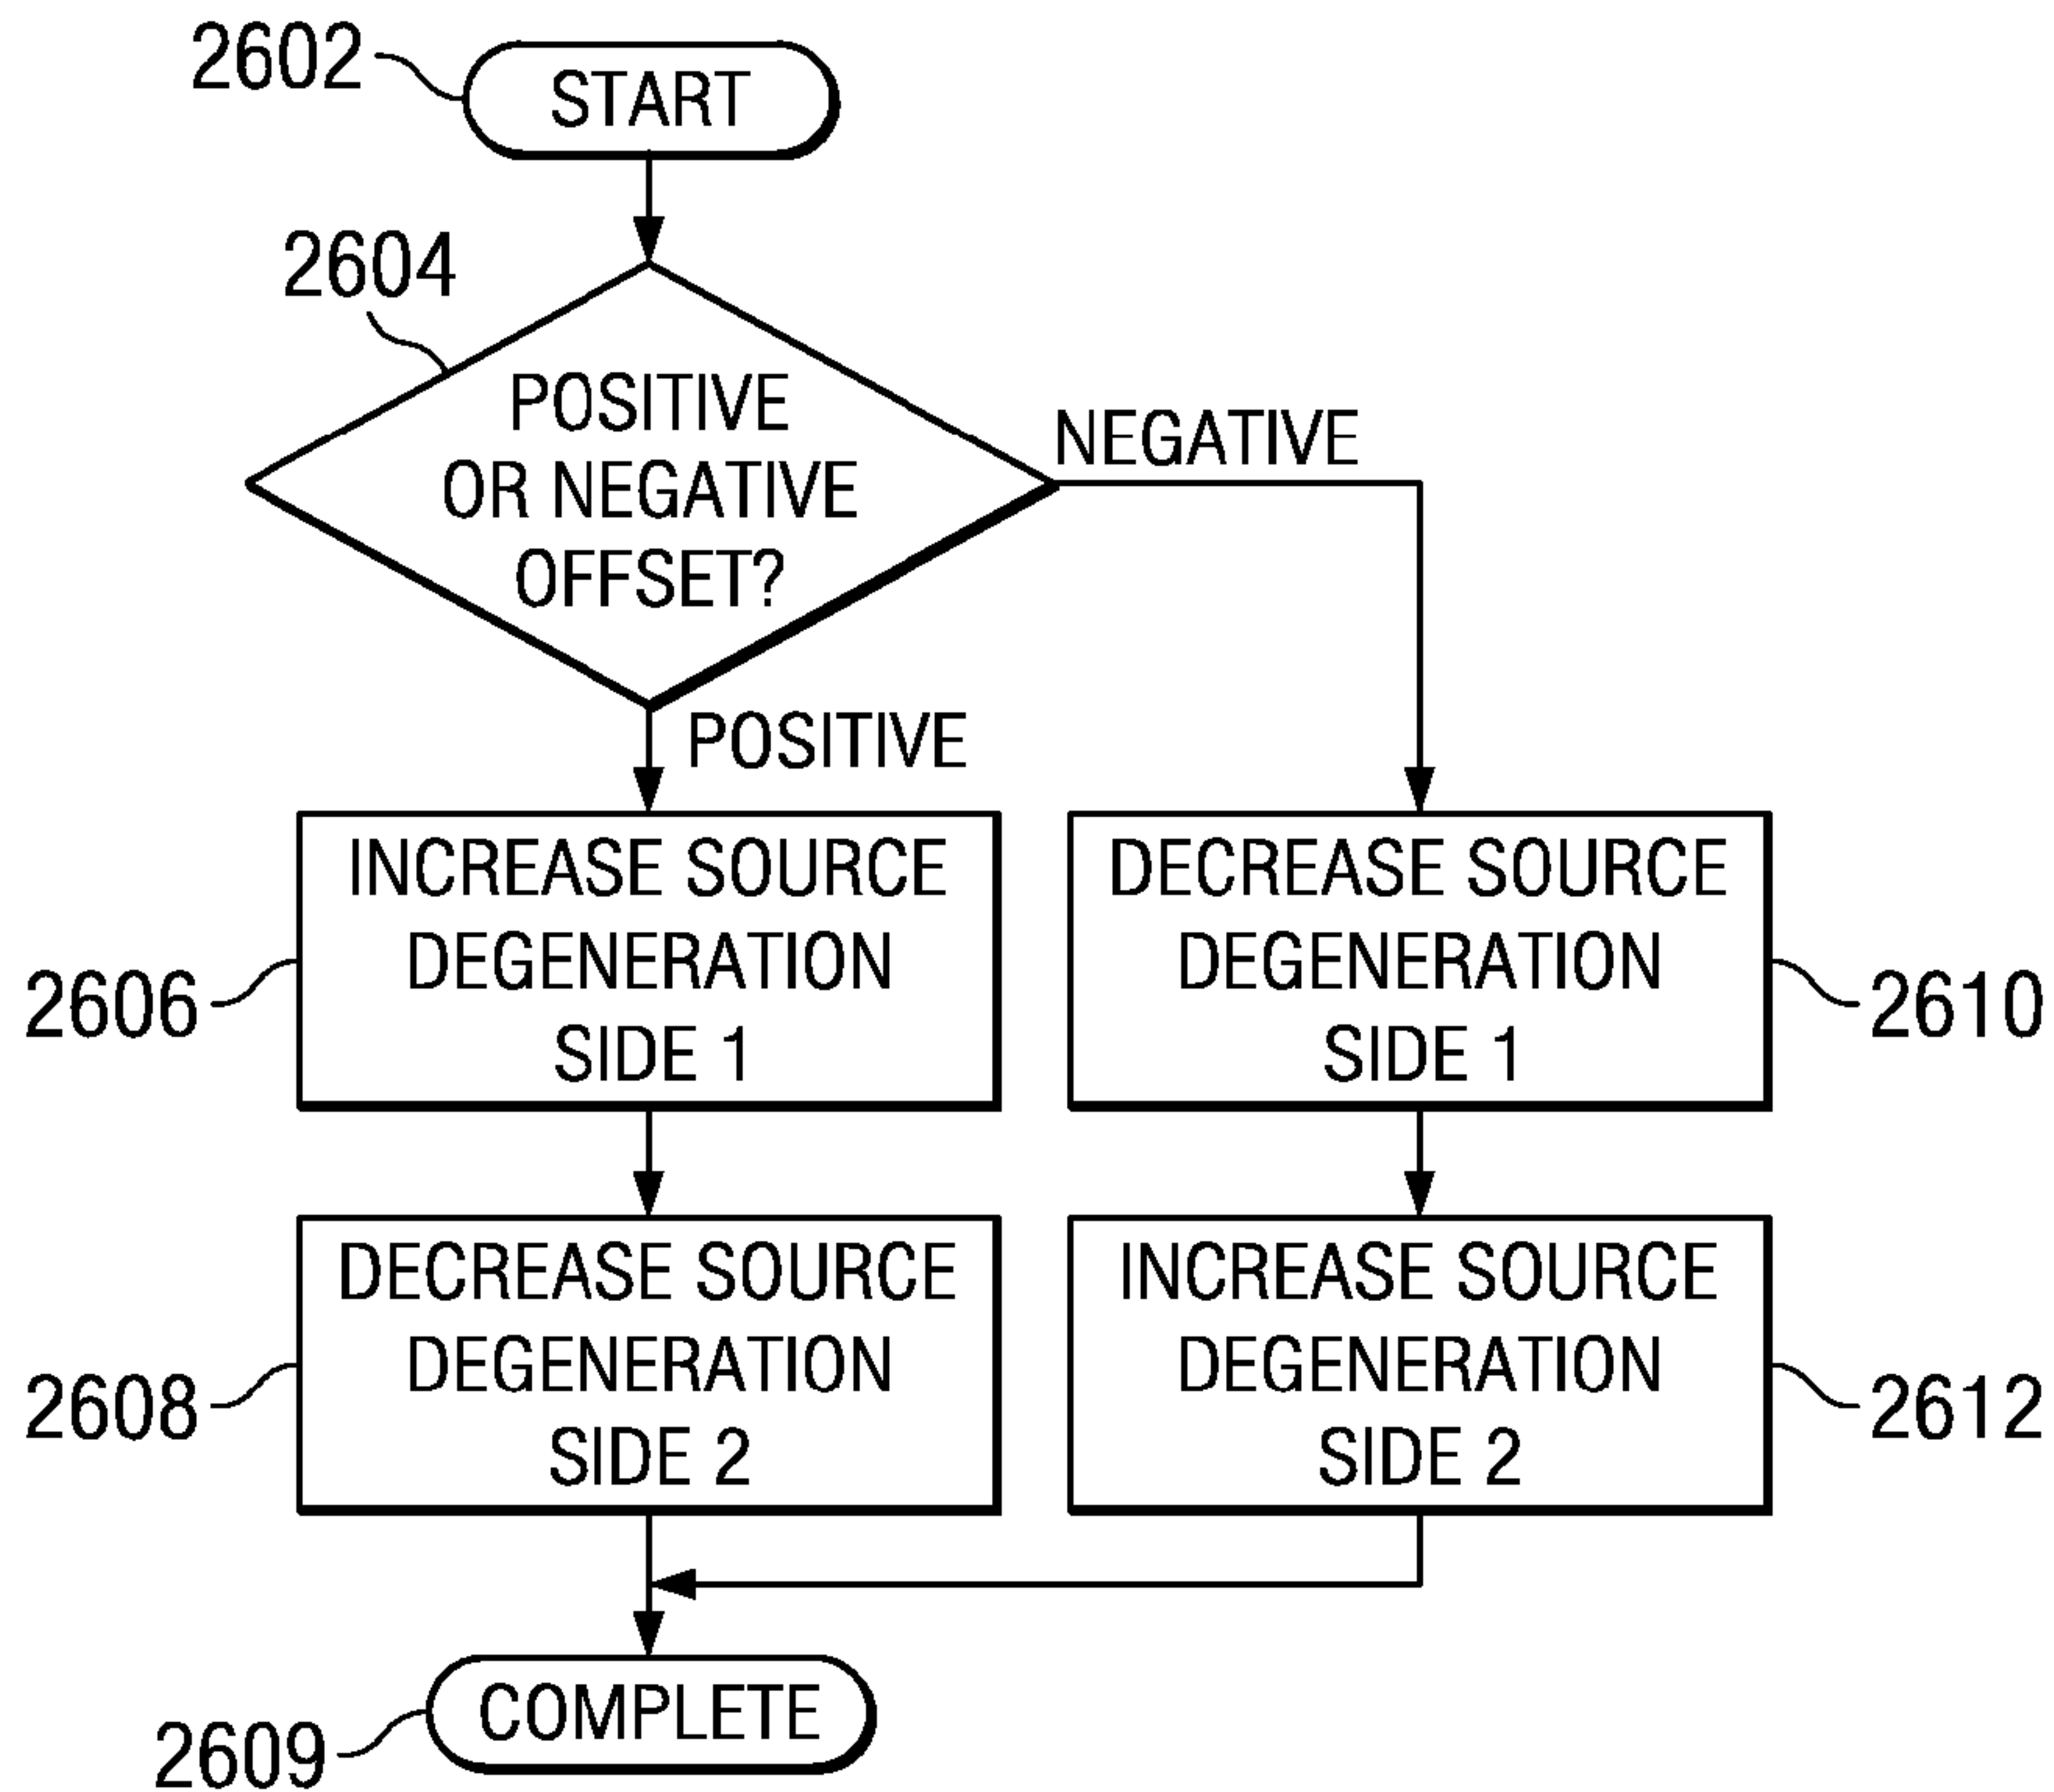 2602
START
2604
POSITIVE
OR NEGATIVE
OFFSET?
NEGATIVE
POSITIVE
INCREASE SOURCE
DEGENERATION
SIDE 1
2606
DECREASE SOURCE
DEGENERATION
SIDE 1
2610
DECREASE SOURCE
DEGENERATION
SIDE 2
2608
INCREASE SOURCE
DEGENERATION
SIDE 2
2612
COMPLETE
2609